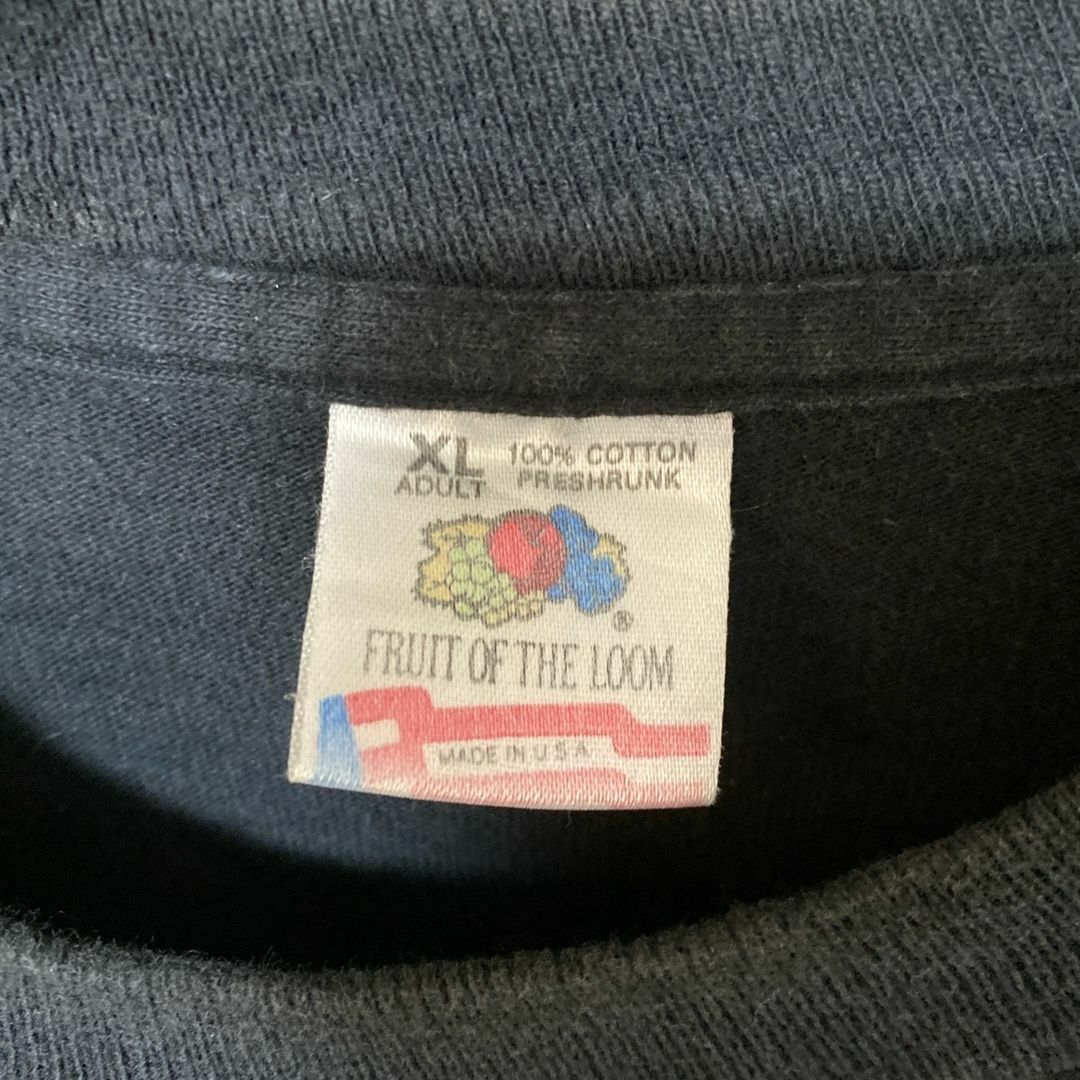 XL 100% COTTON
ADULT PRESHRUNK
®
FRUIT OF THE LOOM
MADE IN U.S.A.